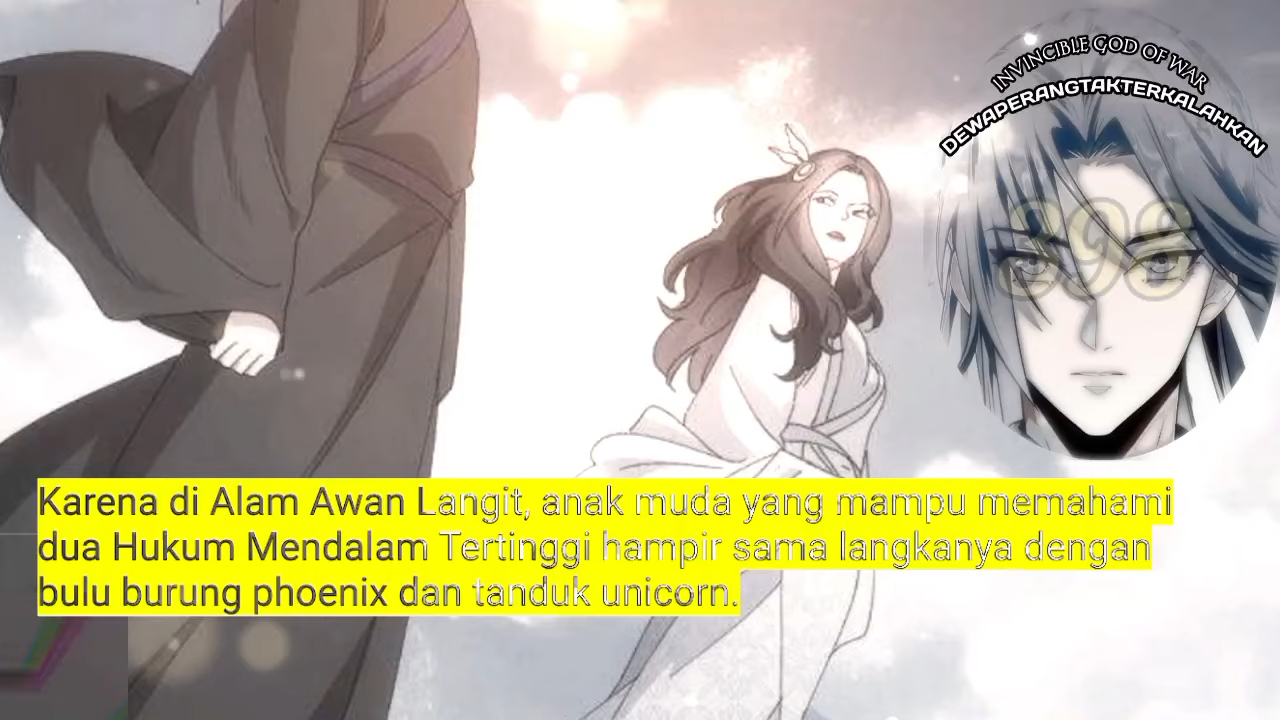 INVINCIBLE GOD OF WAR
DEWAPERANGTAKTERKALAHKAN
398
Karena di Alam Awan Langit, anak muda yang mampu memahami
dua Hukum Mendalam Tertinggi hampir sama langkanya dengan
bulu burung phoenix dan tanduk unicorn.